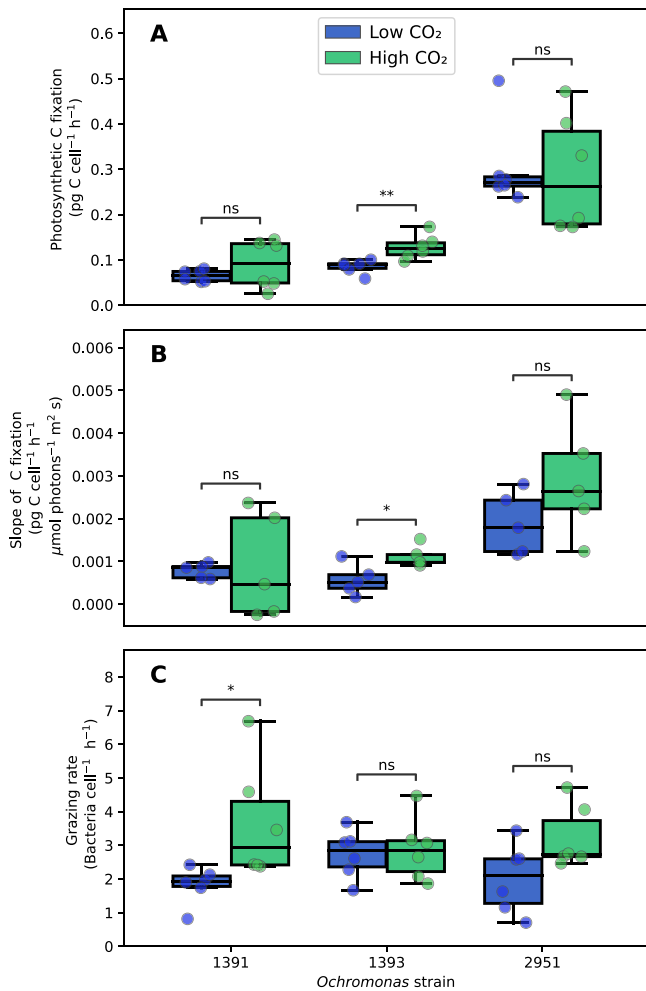 A
Low CO₂
High CO₂
Photosynthetic C fixation
(pg C cell⁻¹ h⁻¹)
0.6
0.5
0.4
0.3
0.2
0.1
0.0
ns
**
ns
B
Slope of C fixation
(pg C cell⁻¹ h⁻¹
μmol photons⁻¹ m² s)
0.006
0.005
0.004
0.003
0.002
0.001
0.000
ns
*
ns
C
Grazing rate
(Bacteria cell⁻¹ h⁻¹)
8
7
6
5
4
3
2
1
0
*
ns
ns
1391
1393
2951
Ochromonas strain